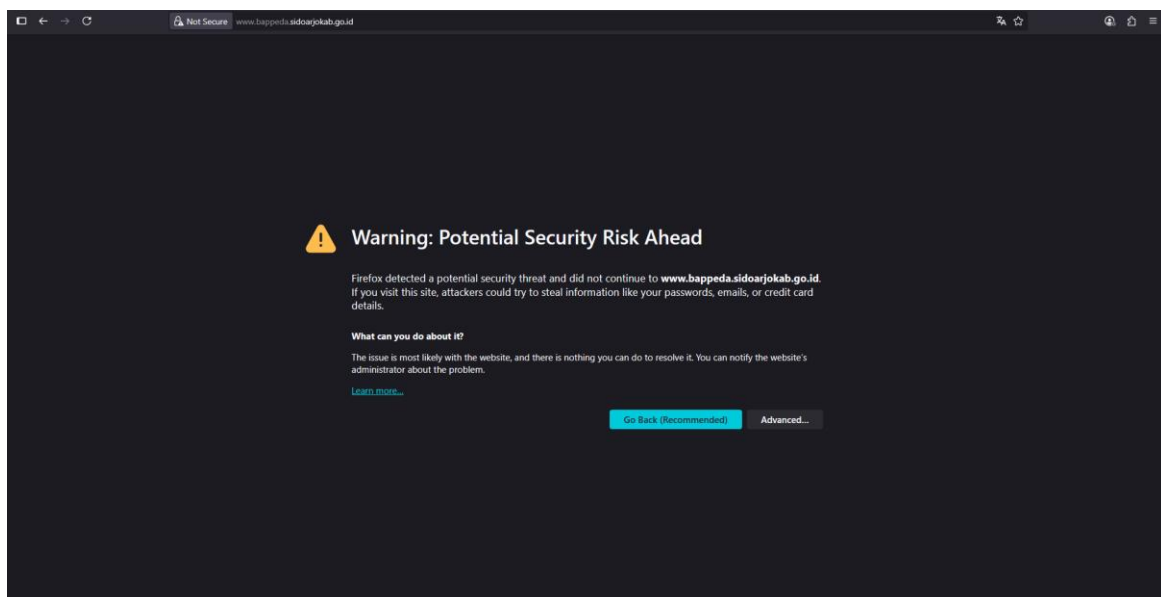 Not Secure www.bappeda.sidoarjokab.go.id
Warning: Potential Security Risk Ahead
Firefox detected a potential security threat and did not continue to www.bappeda.sidoarjokab.go.id.
If you visit this site, attackers could try to steal information like your passwords, emails, or credit card
details.
What can you do about it?
The issue is most likely with the website, and there is nothing you can do to resolve it. You can notify the website's
administrator about the problem.
Learn more...
Go Back (Recommended) Advanced...